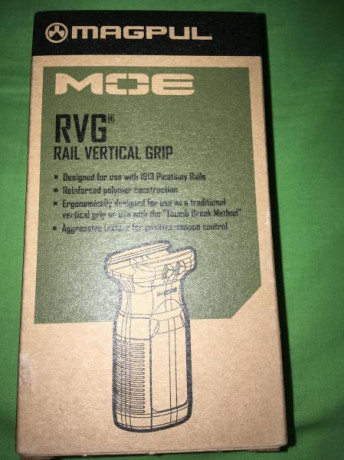 MAGPUL
MOE
RVG®
RAIL VERTICAL GRIP
• Designed for use with 1913 Picatinny Rails
• Reinforced polymer construction
• Ergonomically designed for use as a traditional
vertical grip or use with the "Thumb Break Method"
• Aggressive texture for positive weapon control